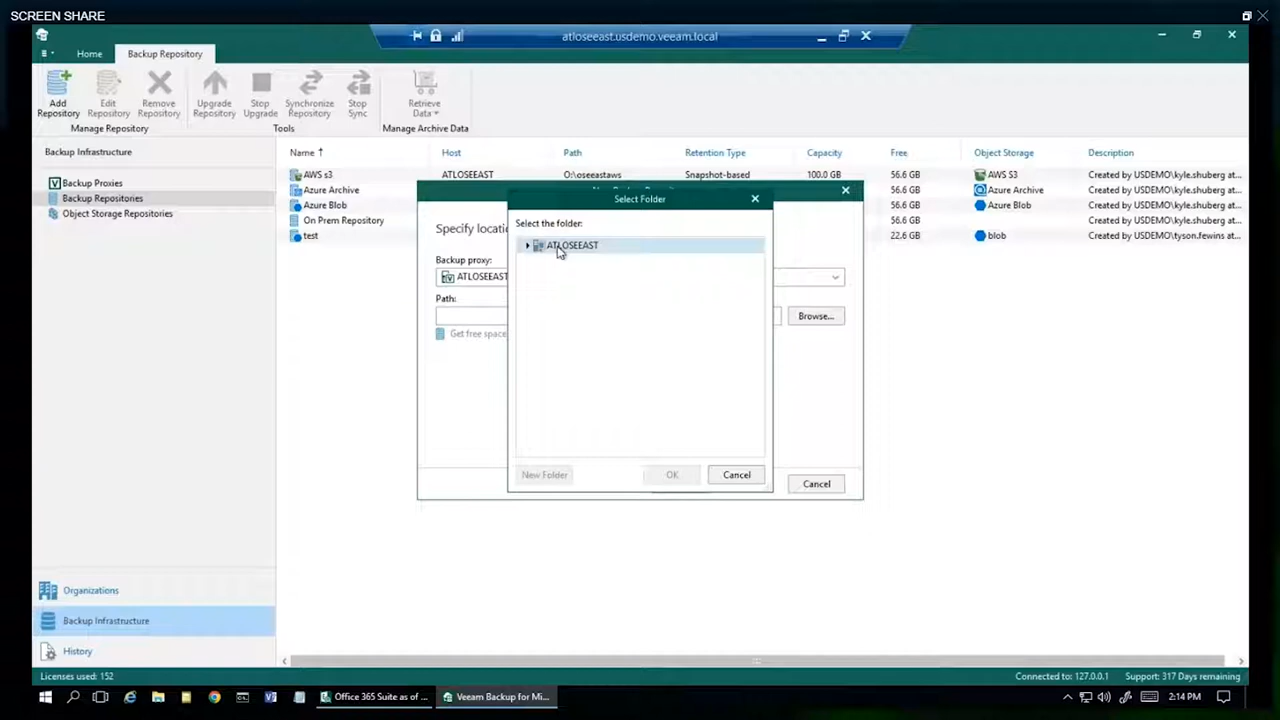 SCREEN SHARE
atloseeast.usdemo.veeam.local
Home
Backup Repository
Add Repository
Edit Repository
Remove Repository
Upgrade Repository
Stop Upgrade
Synchronize Repository
Stop Sync
Retrieve Data
Manage Repository
Tools
Manage Archive Data
Backup Infrastructure
Backup Proxies
Backup Repositories
Object Storage Repositories
Name Host Path Retention Type Capacity Free Object Storage Description
AWS s3 ATLOSEEAST O:\oseeastaws Snapshot-based 100.0 GB 56.6 GB AWS S3 Created by USDEMO\kyle.shuberg at...
Azure Archive 56.6 GB Azure Archive Created by USDEMO\kyle.shuberg at...
Azure Blob 56.6 GB Azure Blob Created by USDEMO\kyle.shuberg at...
On Prem Repository 56.6 GB Created by USDEMO\kyle.shuberg at...
test 22.6 GB blob Created by USDEMO\tyson.fewins at...
Specify locati
Backup proxy:
ATLOSEEAST
Path:
Browse...
Get free space
Cancel
Select Folder
Select the folder:
ATLOSEEAST
New Folder
OK
Cancel
Organizations
Backup Infrastructure
History
Licenses used: 152
Connected to: 127.0.0.1
Support: 317 Days remaining
Office 365 Suite as of ...
Veeam Backup for Mi...
2:14 PM